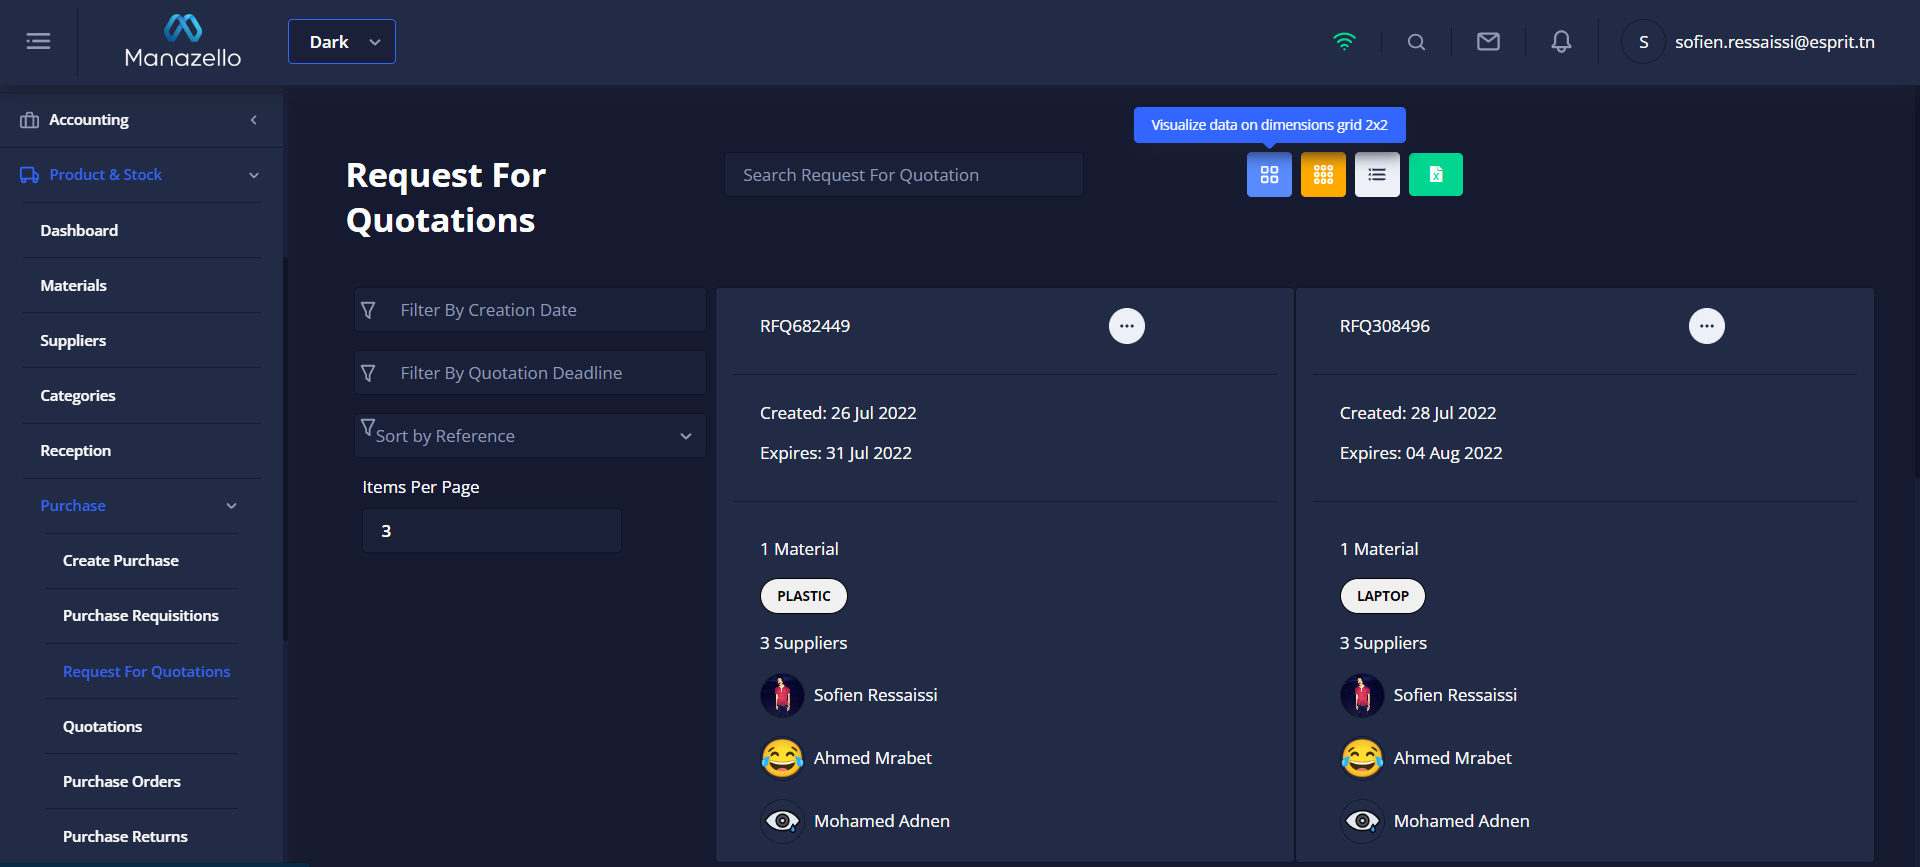 Manazello
Dark
S
sofien.ressaissi@esprit.tn
Accounting
Product & Stock
Dashboard
Materials
Suppliers
Categories
Reception
Purchase
Create Purchase
Purchase Requisitions
Request For Quotations
Quotations
Purchase Orders
Purchase Returns
Request For
Quotations
Search Request For Quotation
Visualize data on dimensions grid 2x2
Filter By Creation Date
Filter By Quotation Deadline
Sort by Reference
Items Per Page
3
RFQ682449
Created: 26 Jul 2022
Expires: 31 Jul 2022
1 Material
PLASTIC
3 Suppliers
Sofien Ressaissi
Ahmed Mrabet
Mohamed Adnen
RFQ308496
Created: 28 Jul 2022
Expires: 04 Aug 2022
1 Material
LAPTOP
3 Suppliers
Sofien Ressaissi
Ahmed Mrabet
Mohamed Adnen